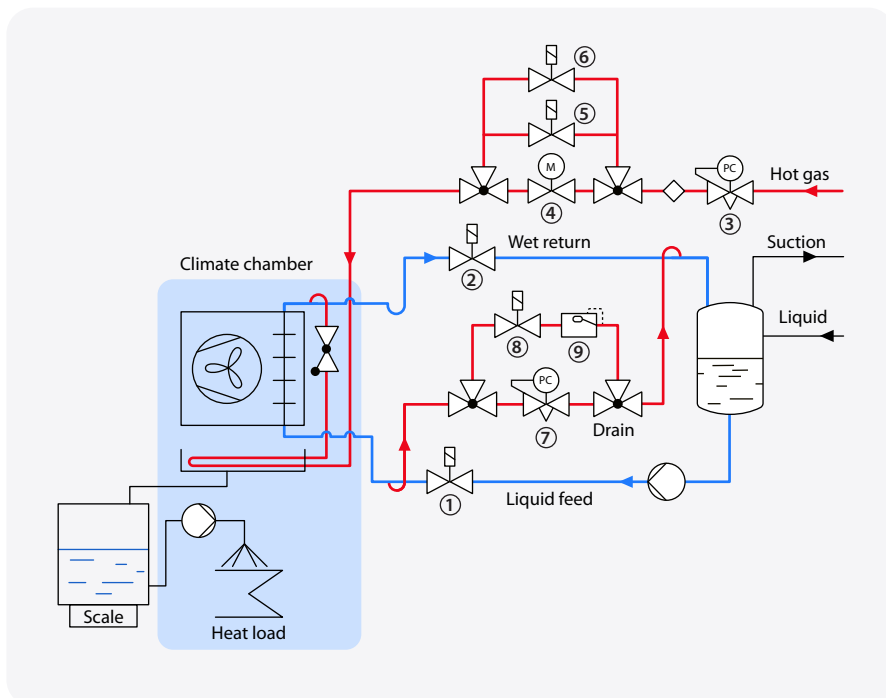 ⑥
⑤
M
PC
Hot gas
④
③
Wet return
Suction
②
Climate chamber
Liquid
⑧
⑨
PC
⑦
Drain
①
Liquid feed
Scale
Heat load